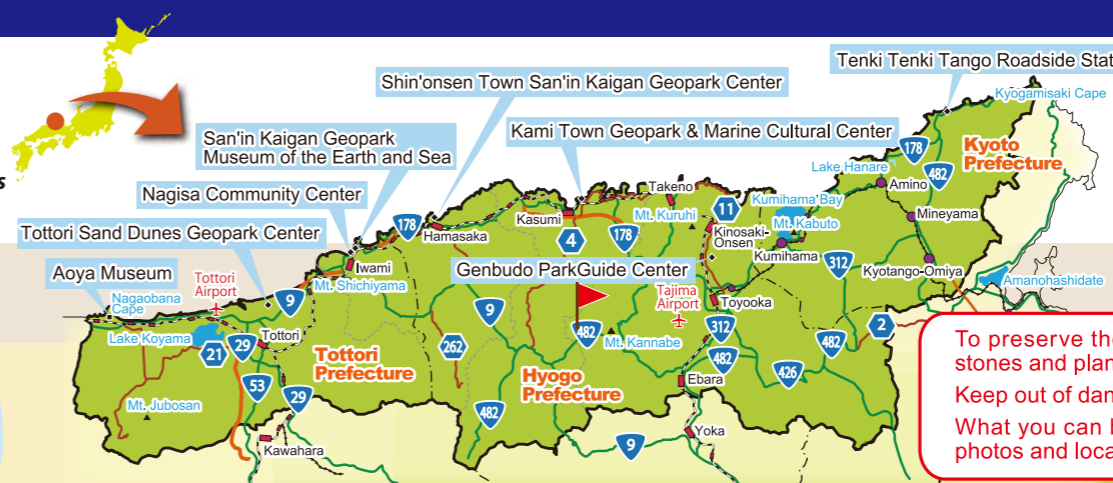 Tenki Tenki Tango Roadside Stat
Shin'onsen Town San'in Kaigan Geopark Center
Kyogamisaki Cape
San'in Kaigan Geopark
Museum of the Earth and Sea
Kami Town Geopark & Marine Cultural Center
178
Kyoto
Prefecture
Lake Hanare
482
Nagisa Community Center
Takeno
Amino
Kumihama Bay
Kasumi
Mt. Kuruhi
11
Mt. Kabuto
Mineyama
178
Hamasaka
4
178
Kinosaki-
Onsen
Tottori Sand Dunes Geopark Center
Kumihama
312
Iwami
Genbudo ParkGuide Center
Kyotango-Omiya
Aoya Museum
Tottori
Airport
Mt. Shichiyama
Amanohashidate
Nagaobana
Cape
9
Tajima
Airport
Toyooka
9
Lake Koyama
Tottori
482
312
2
21
29
262
Mt. Kannabe
482
482
Tottori
Prefecture
Hyogo
Prefecture
426
53
Ebara
29
Mt. Jubosan
482
Yoka
9
Kawahara
To preserve the
stones and plan
Keep out of dan
What you can b
photos and loca
s